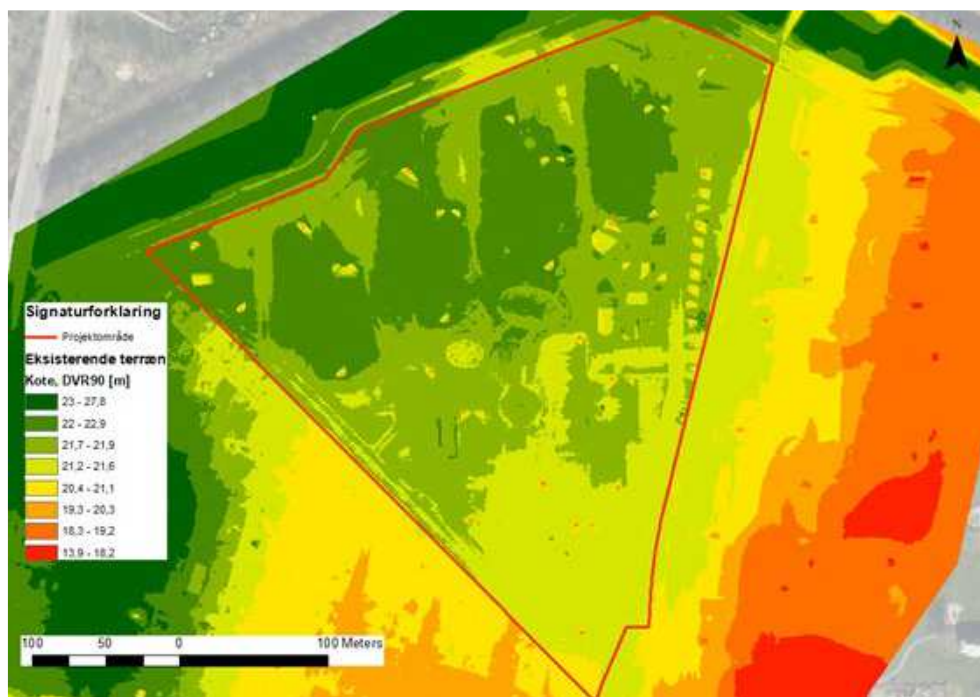 N
Signaturforklaring
Projektområde
Eksisterende terræn
Kote, DVR90 [m]
23 - 27,8
22 - 22,9
21,7 - 21,9
21,2 - 21,6
20,4 - 21,1
19,3 - 20,3
18,3 - 19,2
13,9 - 18,2
100 50 0 100 Meters